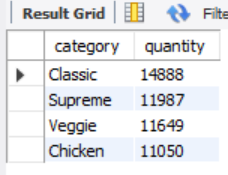 Result Grid Filte
category quantity
Classic 14888
Supreme 11987
Veggie 11649
Chicken 11050